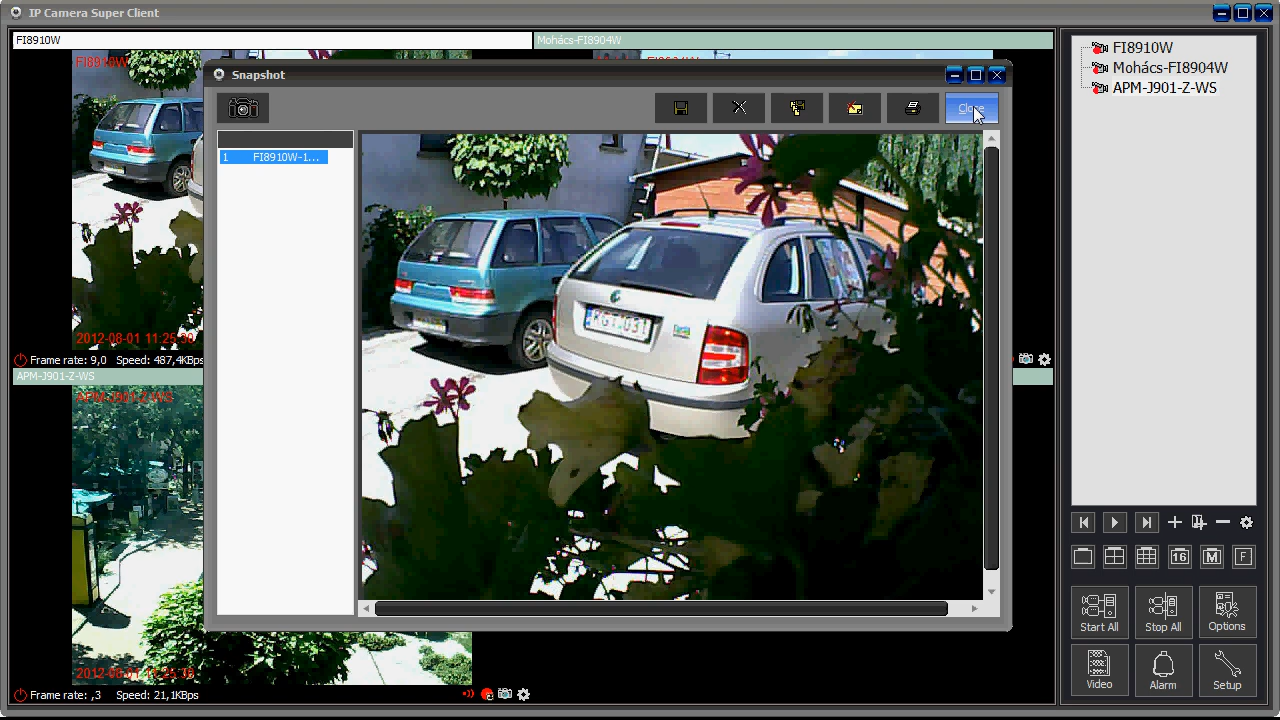 IP Camera Super Client
FI8910W
Mohács-FI8904W
FI8910W
Snapshot
Close
1 FI8910W-1...
2012-08-01 11:25:30
Frame rate: 9,0 Speed: 487,4KBps
APM-J901-Z-WS
APM-J901-Z-WS
2012-08-01 11:25:30
Frame rate: ,3 Speed: 21,1KBps
FI8910W
Mohács-FI8904W
APM-J901-Z-WS
16
M
F
Start All
Stop All
Options
Video
Alarm
Setup